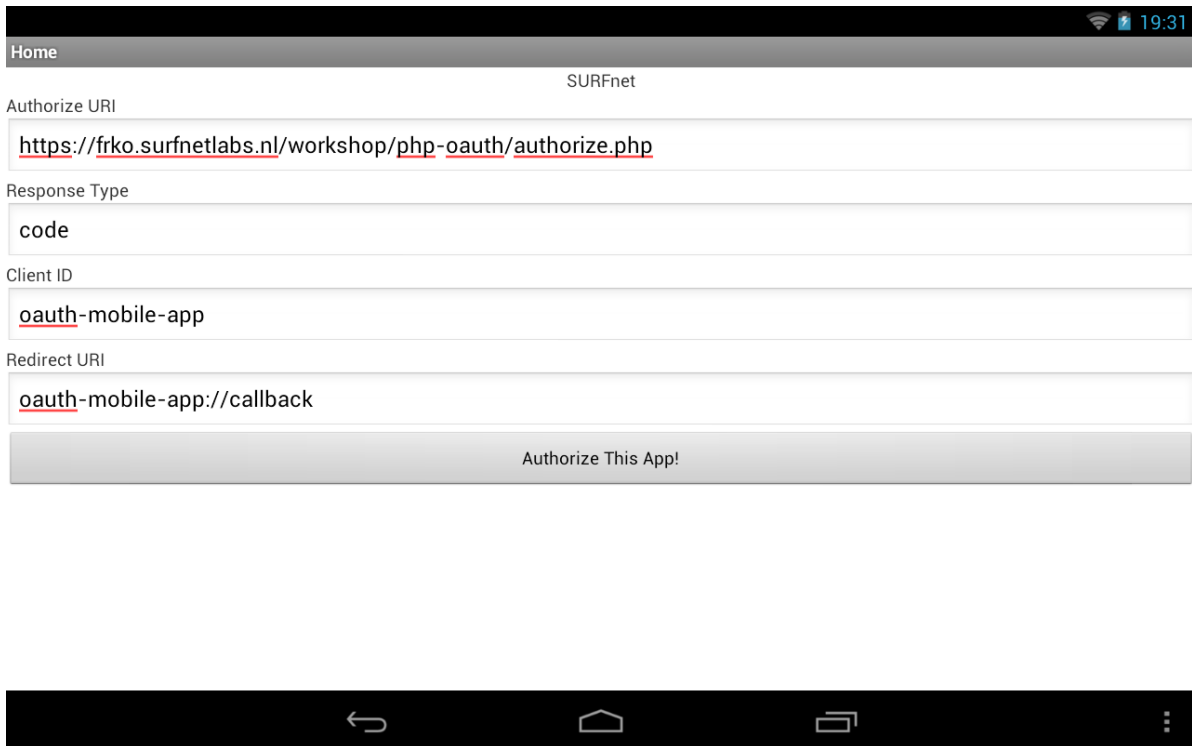 19:31
Home
SURFnet
Authorize URI
https://frko.surfnetlabs.nl/workshop/php-oauth/authorize.php
Response Type
code
Client ID
oauth-mobile-app
Redirect URI
oauth-mobile-app://callback
Authorize This App!